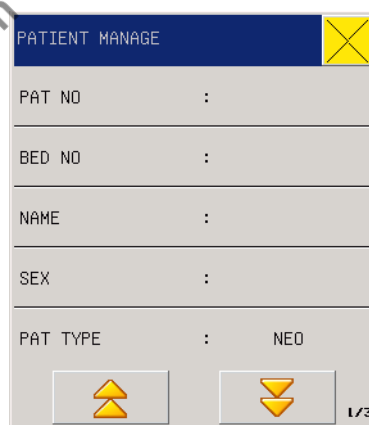 PATIENT MANAGE
PAT NO :
BED NO :
NAME :
SEX :
PAT TYPE : NEO
1/3